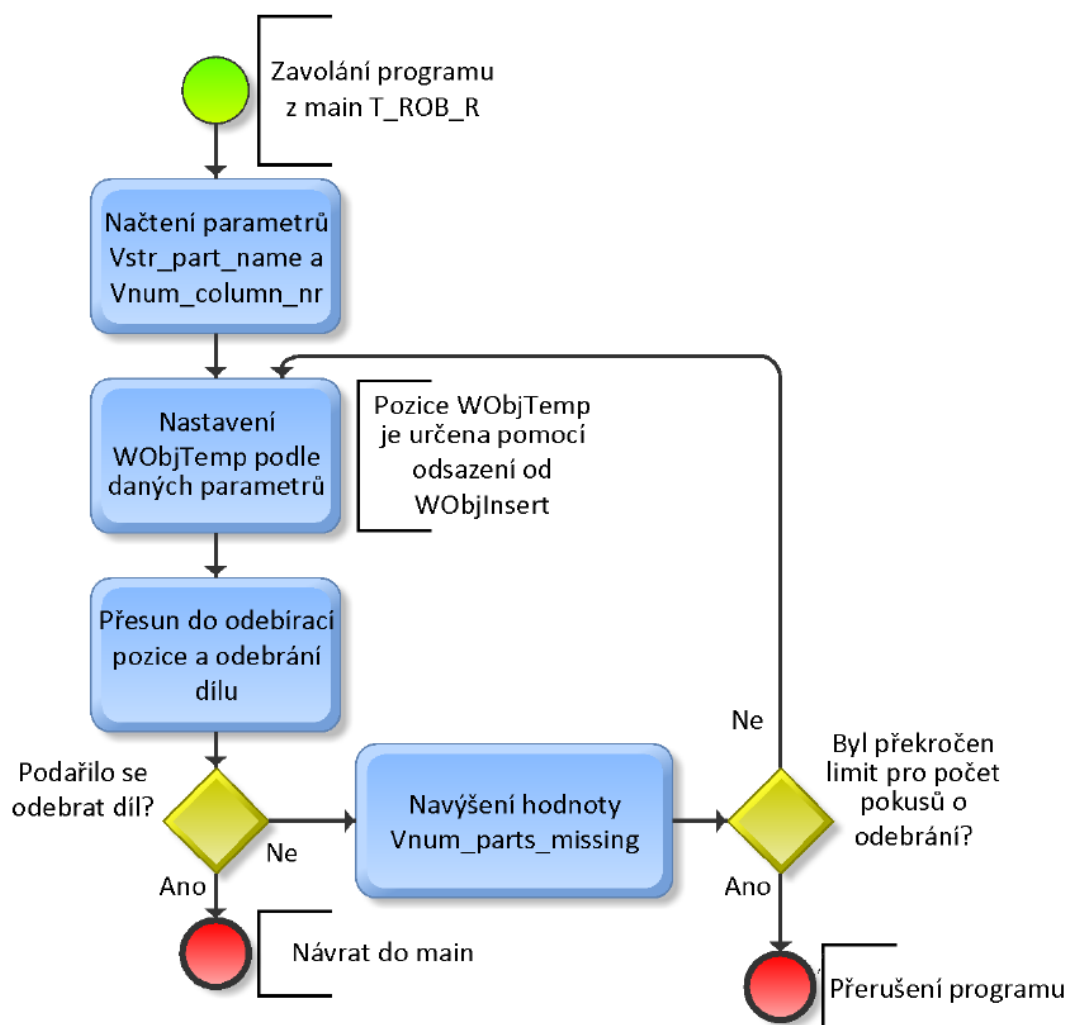 Zavolání programu
z main T_ROB_R
Načtení parametrů
Vstr_part_name a
Vnum_column_nr
Nastavení
WObjTemp podle
daných parametrů
Pozice WObjTemp
je určena pomocí
odsazení od
WObjInsert
Přesun do odebírací
pozice a odebrání
dílu
Podařilo se
odebrat díl?
Ne
Ano
Navýšení hodnoty
Vnum_parts_missing
Ne
Byl překročen
limit pro počet
pokusů o
odebrání?
Ano
Návrat do main
Přerušení programu